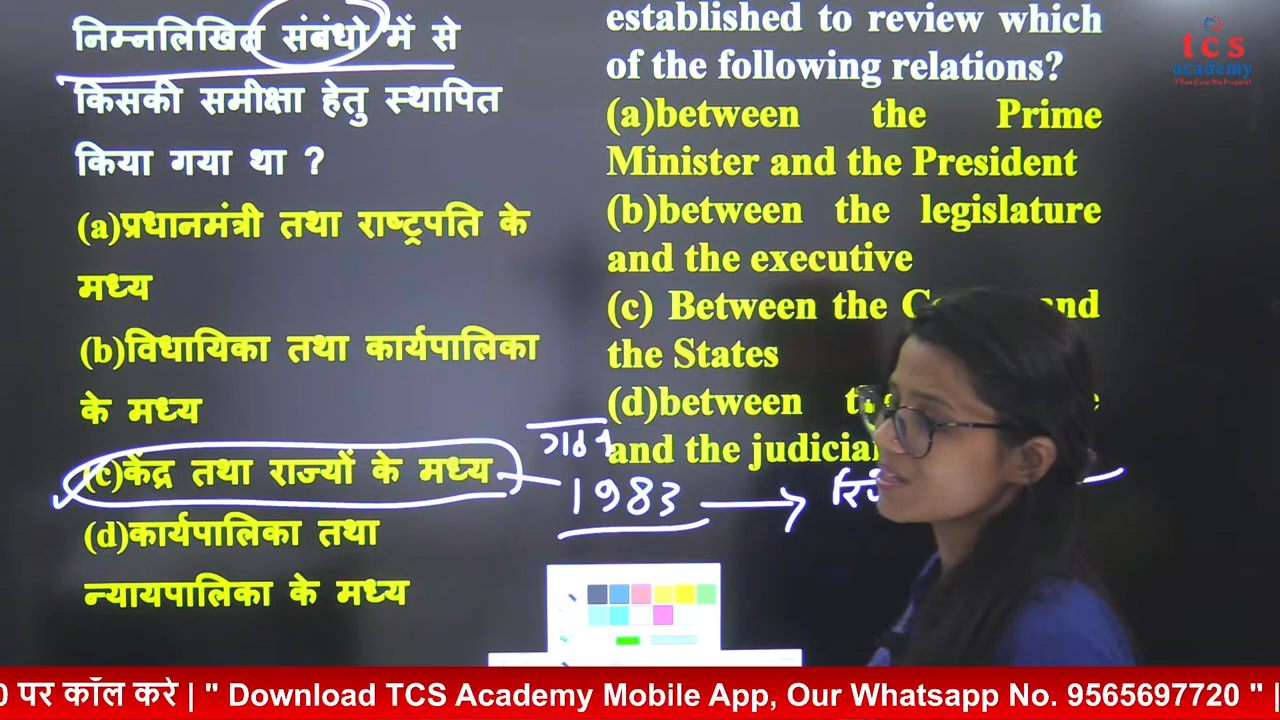 निम्नलिखित संबंधो में से
किसकी समीक्षा हेतु स्थापित
किया गया था ?
(a)प्रधानमंत्री तथा राष्ट्रपति के
मध्य
(b)विधायिका तथा कार्यपालिका
के मध्य
(c)केंद्र तथा राज्यों के मध्य
(d)कार्यपालिका तथा
न्यायपालिका के मध्य
established to review which
of the following relations?
(a)between the Prime
Minister and the President
(b)between the legislature
and the executive
(c) Between the and
the States
(d)between
and the
1983
tcs
academy
0 पर कॉल करे | " Download TCS Academy Mobile App, Our Whatsapp No. 9565697720 " |